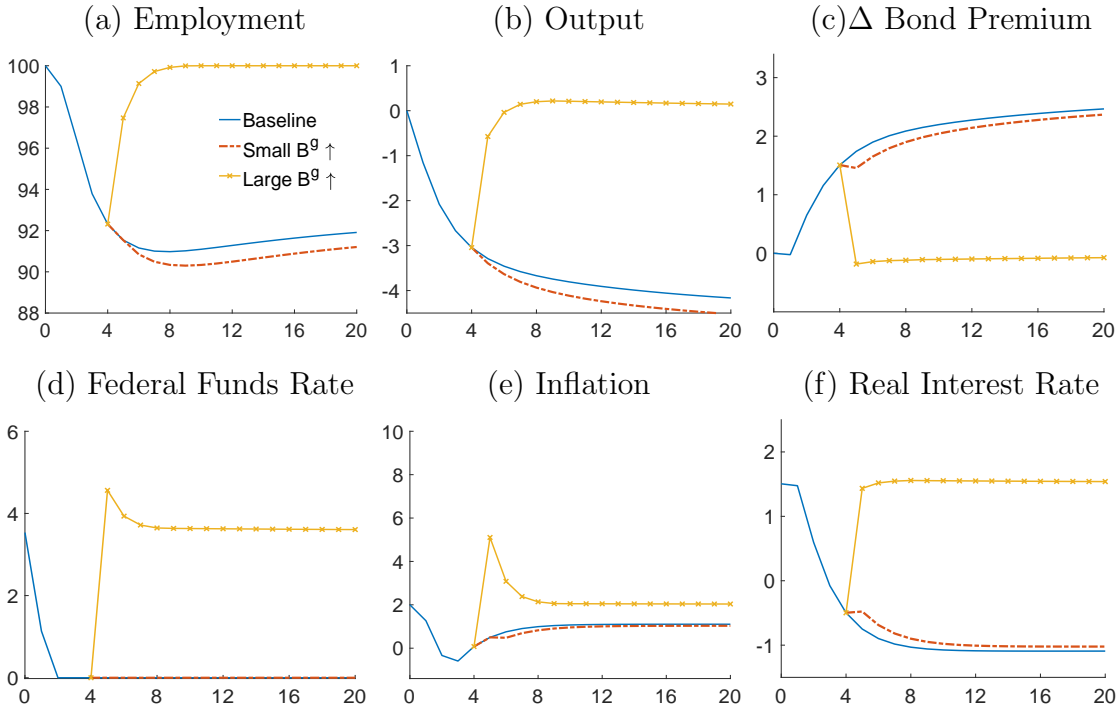 (a) Employment
(b) Output
(c)Δ Bond Premium
100
98
96
94
92
90
88
0 4 8 12 16 20
Baseline
Small B^g ↑
Large B^g ↑
1
0
-1
-2
-3
-4
0 4 8 12 16 20
3
2
1
0
0 4 8 12 16 20
(d) Federal Funds Rate
(e) Inflation
(f) Real Interest Rate
6
4
2
0
0 4 8 12 16 20
10
8
6
4
2
0
0 4 8 12 16 20
2
1
0
-1
0 4 8 12 16 20